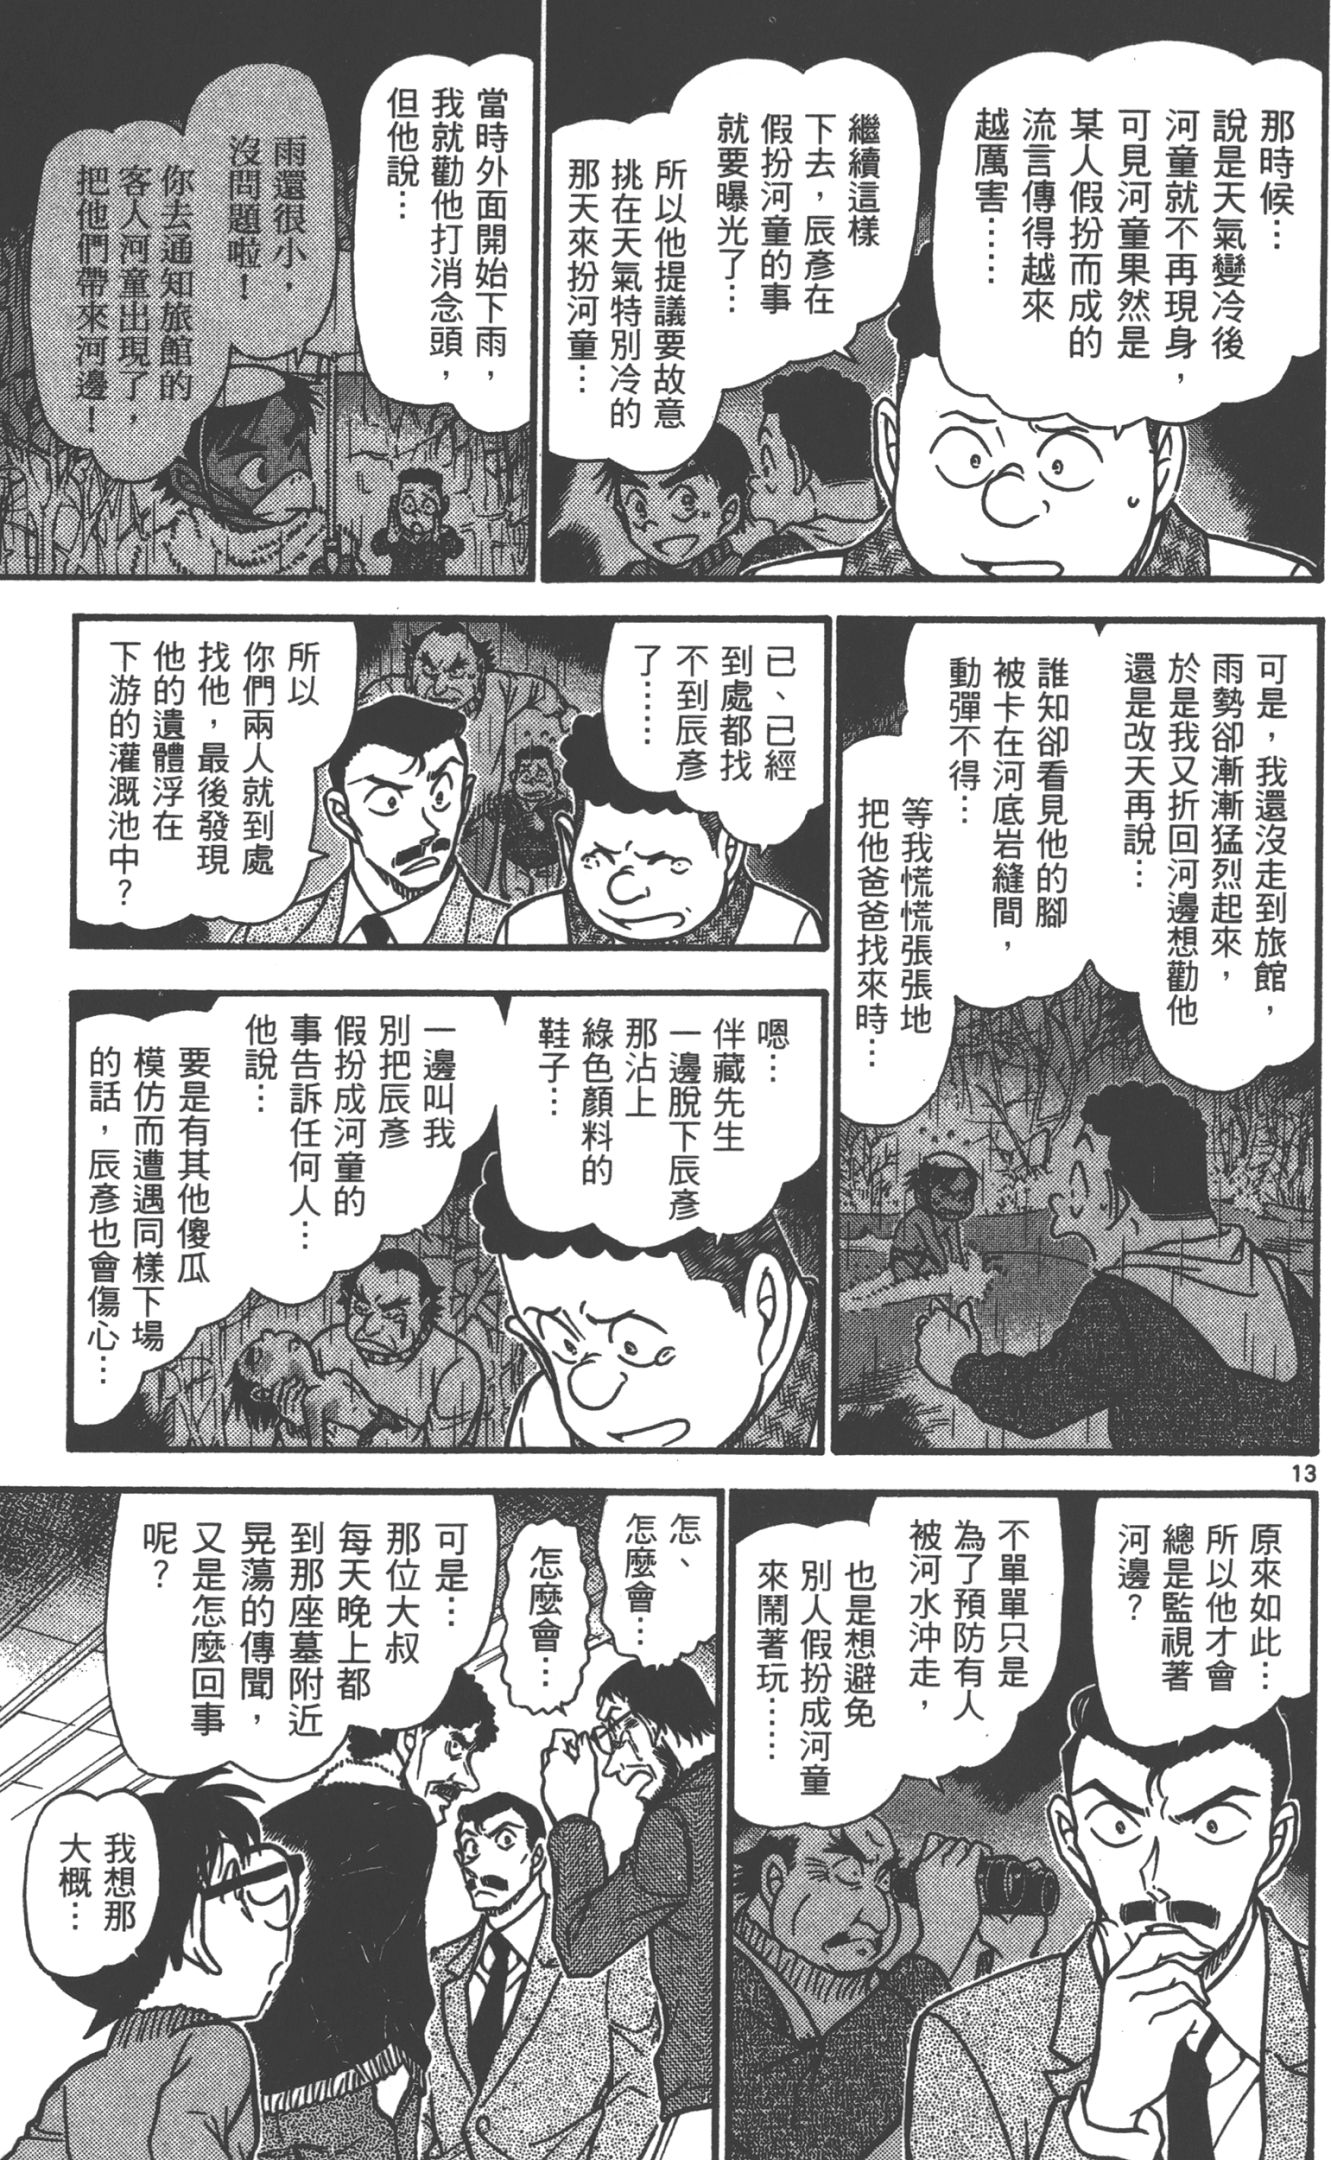 那時候…
說是天氣變冷後
河童就不再現身，
可見河童果然是
某人假扮而成的
流言傳得越來
越厲害……
繼續這樣
下去，辰彥在
假扮河童的事
就要曝光了…
所以他提議要故意
挑在天氣特別冷的
那天來扮河童…
當時外面開始下雨，
我就勸他打消念頭，
但他說…
雨還很小，
沒問題啦！
你去通知旅館的
客人河童出現了，
把他們帶來河邊！
可是，我還沒走到旅館，
雨勢卻漸漸猛烈起來，
於是我又折回河邊想勸他
還是改天再說…
誰知卻看見他的腳
被卡在河底岩縫間，
動彈不得…
等我慌慌張張地
把他爸爸找來時…
已、已經
到處都找
不到辰彥
了……
所以
你們兩人就到處
找他，最後發現
他的遺體浮在
下游的灌溉池中？
嗯…
伴藏先生
一邊脫下辰彥
那沾上
綠色顏料的
鞋子…
一邊叫我
別把辰彥
假扮成河童的
事告訴任何人…
他說…
要是有其他傻瓜
模仿而遭遇同樣下場
的話，辰彥也會傷心…
13
原來如此…
所以他才會
總是監視著
河邊？
不單單只是
為了預防有人
被河水沖走，
也是想避免
別人假扮成河童
來鬧著玩……
怎、
怎麼會…
怎麼會…
可是…
那位大叔
每天晚上都
到那座墓附近
晃蕩的傳聞，
又是怎麼回事
呢？
我想那
大概…